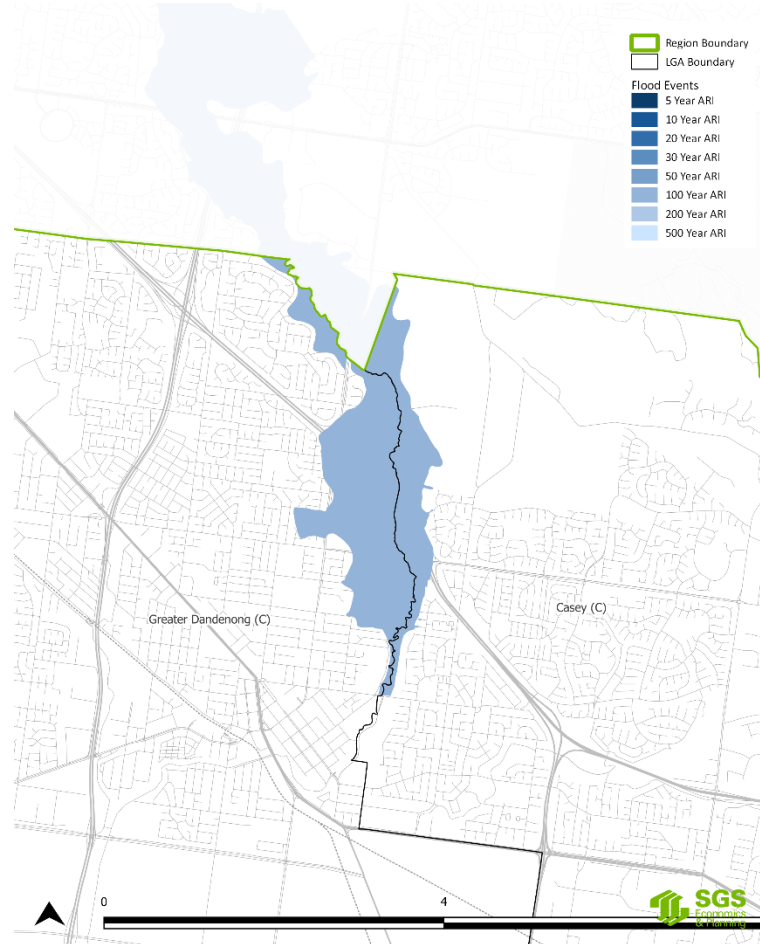 Region Boundary
LGA Boundary
Flood Events
5 Year ARI
10 Year ARI
20 Year ARI
30 Year ARI
50 Year ARI
100 Year ARI
200 Year ARI
500 Year ARI
Greater Dandenong (C)
Casey (C)
0
4
SGS
Economics
& Planning